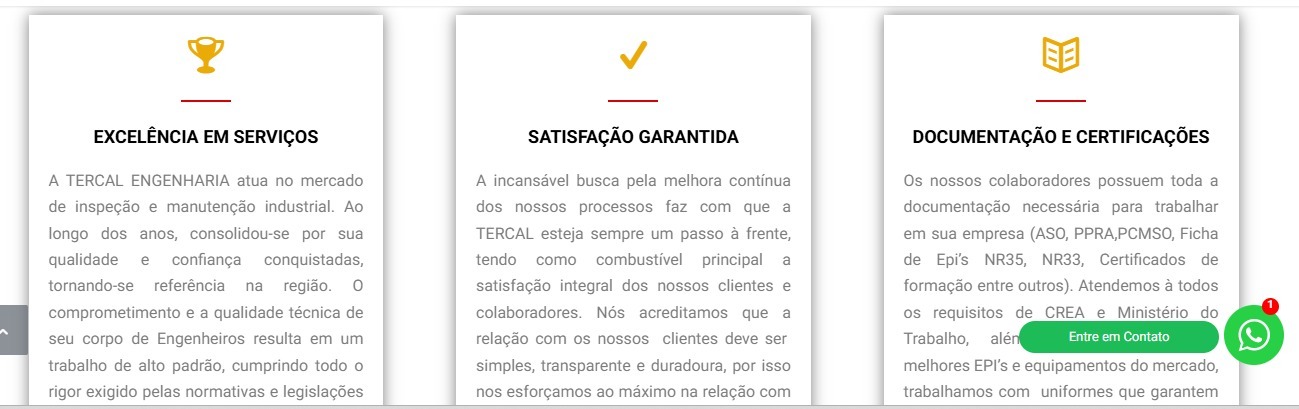 EXCELÊNCIA EM SERVIÇOS
A TERCAL ENGENHARIA atua no mercado
de inspeção e manutenção industrial. Ao
longo dos anos, consolidou-se por sua
qualidade e confiança conquistadas,
tornando-se referência na região. O
comprometimento e a qualidade técnica de
seu corpo de Engenheiros resulta em um
trabalho de alto padrão, cumprindo todo o
rigor exigido pelas normativas e legislações
SATISFAÇÃO GARANTIDA
A incansável busca pela melhora contínua
dos nossos processos faz com que a
TERCAL esteja sempre um passo à frente,
tendo como combustível principal a
satisfação integral dos nossos clientes e
colaboradores. Nós acreditamos que a
relação com os nossos clientes deve ser
simples, transparente e duradoura, por isso
nos esforçamos ao máximo na relação com
DOCUMENTAÇÃO E CERTIFICAÇÕES
Os nossos colaboradores possuem toda a
documentação necessária para trabalhar
em sua empresa (ASO, PPRA,PCMSO, Ficha
de Epi’s NR35, NR33, Certificados de
formação entre outros). Atendemos à todos
os requisitos de CREA e Ministério do
Trabalho,
melhores EPI’s e equipamentos do mercado,
trabalhamos com uniformes que garantem
Entre em Contato
1